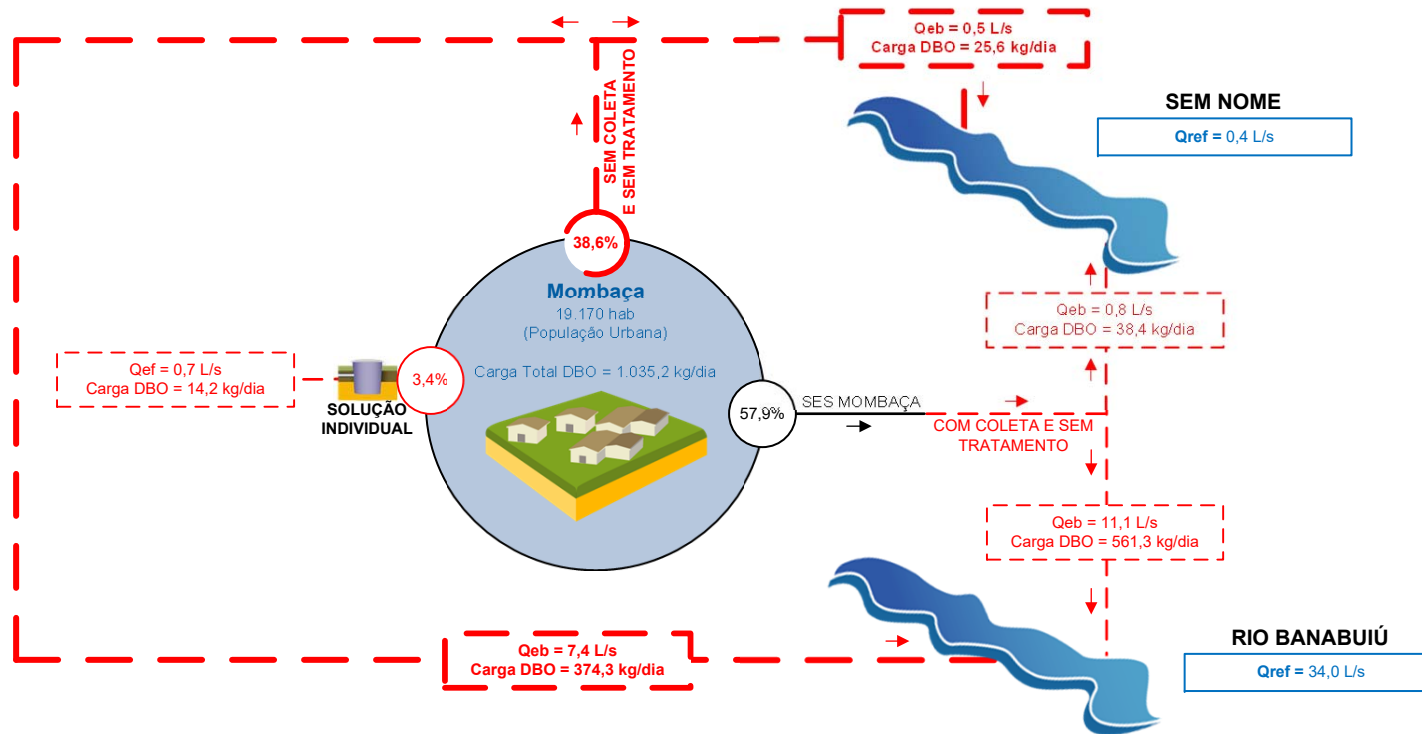 Qeb = 0,5 L/s
Carga DBO = 25,6 kg/dia
SEM COLETA
E SEM TRATAMENTO
SEM NOME
Qref = 0,4 L/s
38,6%
Mombaça
19.170 hab
(População Urbana)
Carga Total DBO = 1.035,2 kg/dia
Qeb = 0,8 L/s
Carga DBO = 38,4 kg/dia
Qef = 0,7 L/s
Carga DBO = 14,2 kg/dia
3,4%
SOLUÇÃO
INDIVIDUAL
57,9%
SES MOMBAÇA
COM COLETA E SEM
TRATAMENTO
Qeb = 11,1 L/s
Carga DBO = 561,3 kg/dia
Qeb = 7,4 L/s
Carga DBO = 374,3 kg/dia
RIO BANABUIÚ
Qref = 34,0 L/s